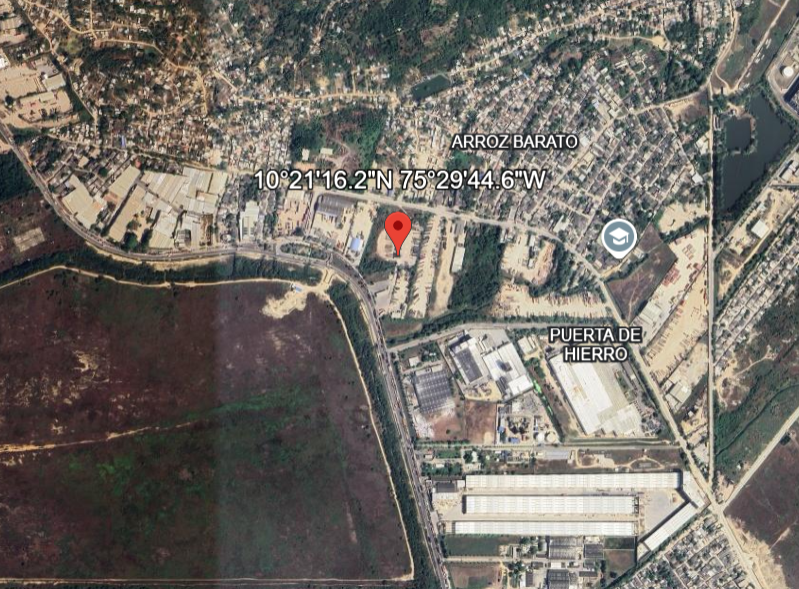 ARROZ BARATO
10°21'16.2"N 75°29'44.6"W
PUERTA DE
HIERRO